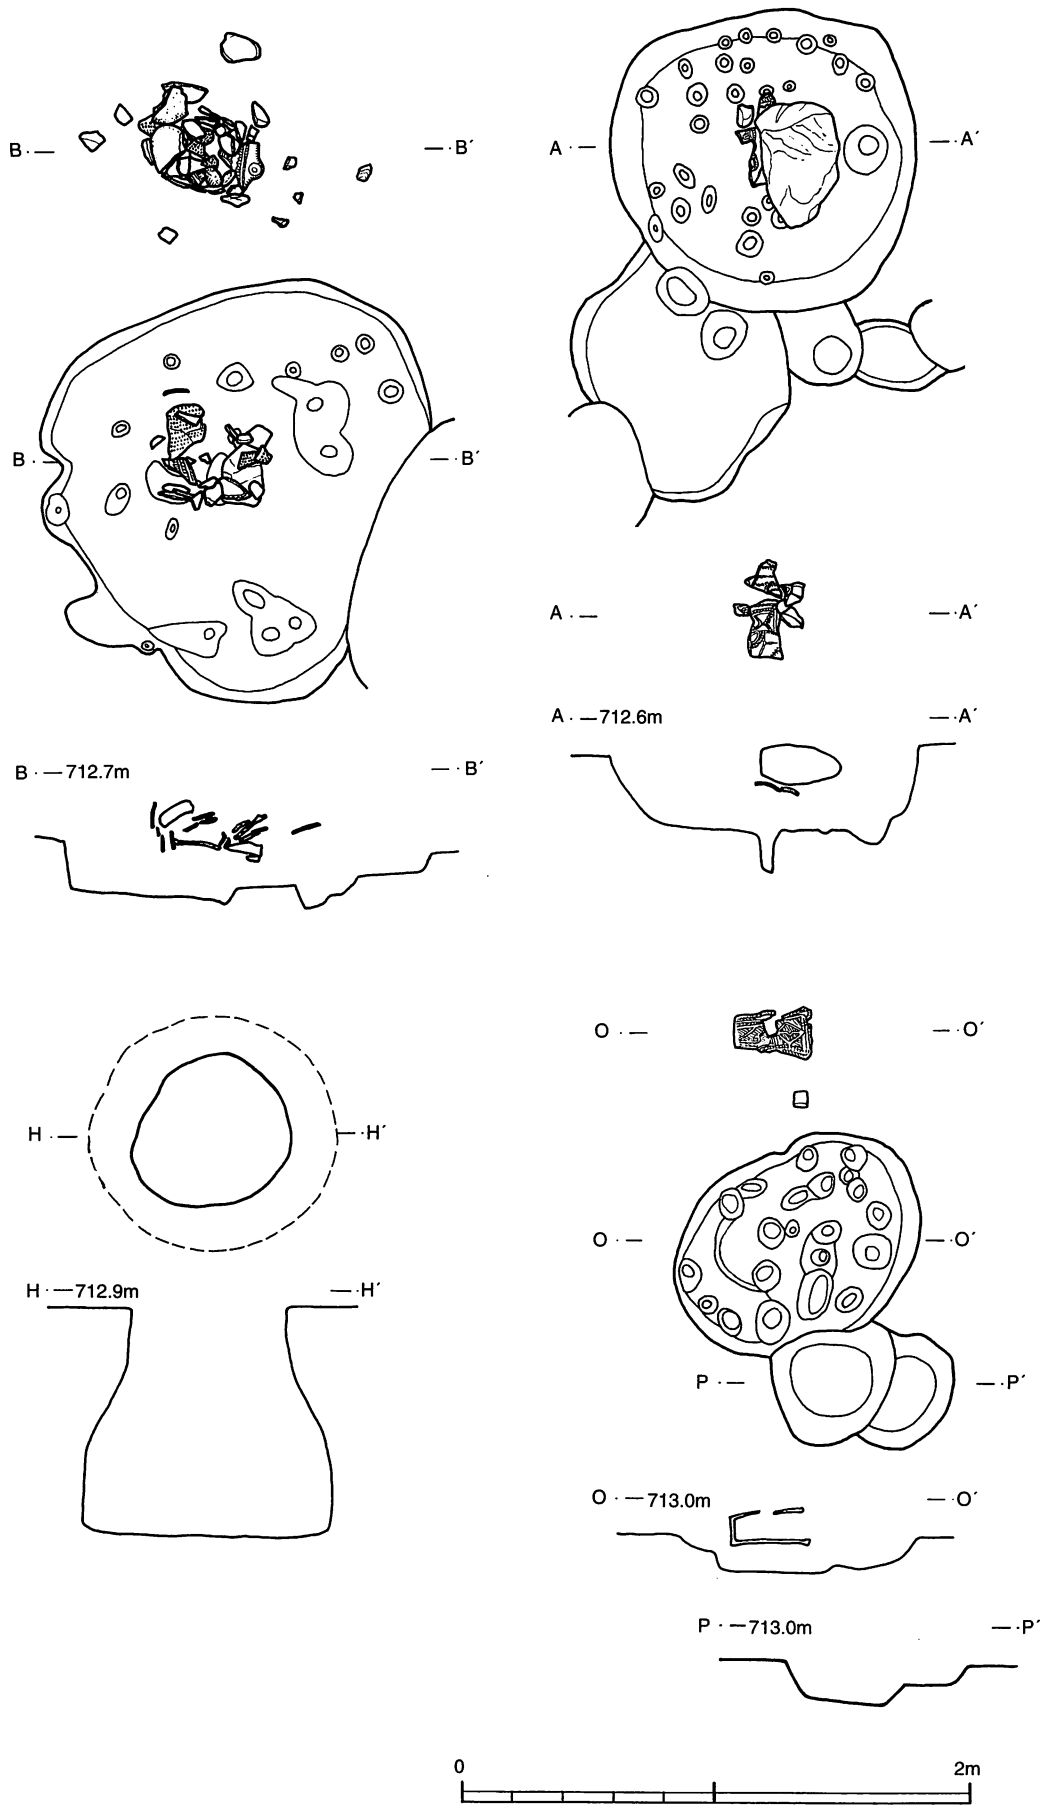 B · — — · B´
A · — — · A´
B · — — · B´
A · — — · A´
A · — 712.6m — · A´
B · — 712.7m — · B´
O · — — · O´
H · — — · H´
O · — — · O´
H · — 712.9m — · H´
P · — — · P´
O · — 713.0m — · O´
P · — 713.0m — · P´
0 2m